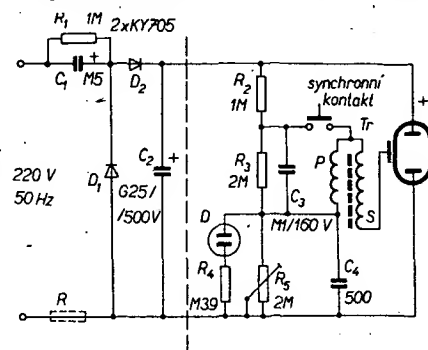 R1 1M 2xKY705
+
C1 M5 D2
R2
1M
synchronní
kontakt
+
Tr
D1
C2 +
R3
2M
C3
P
S
220 V
50 Hz
G25/
/500V
D
M1/160 V
R4
M39
R5
2M
C4
500
R